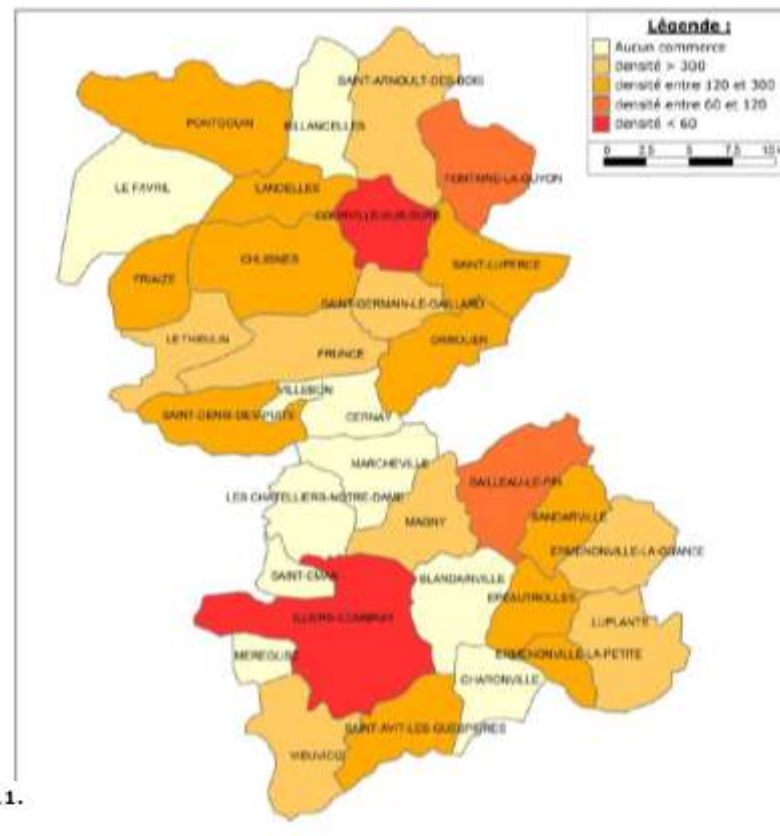 Légende :
Aucun commerce
densité > 300
densité entre 120 et 300
densité entre 60 et 120
densité < 60
0 2.5 5 7.5 10
SAINT-ARNOULT-DES-BOIS
PONTGOUIN
BILLANCELLES
FONTAINE-LA-GUYON
LE FAVRIL
LANDELLES
COURVILLE-SUR-EURE
CHUISNES
SAINT-LUPERCE
FRIAIZE
SAINT-GERMAIN-LE-GAILLARD
LE THIEULIN
ORROUER
FRUNCE
VILLEBON
SAINT-DENIS-DES-PUITS
CERNAY
MARCHEVILLE
BAILLEAU-LE-PIN
LES CHATELLIERS-NOTRE-DAME
SANDARVILLE
MAGNY
ERMENONVILLE-LA-GRANDE
SAINT-EMAN
BLANDAINVILLE
EPEAUTROLLES
ILLIERS-COMBRAY
LUPLANTE
MEREGLISE
ERMENONVILLE-LA-PETITE
CHARONVILLE
SAINT-AVIT-LES-GUESPIERES
VIEUVICQ
1.